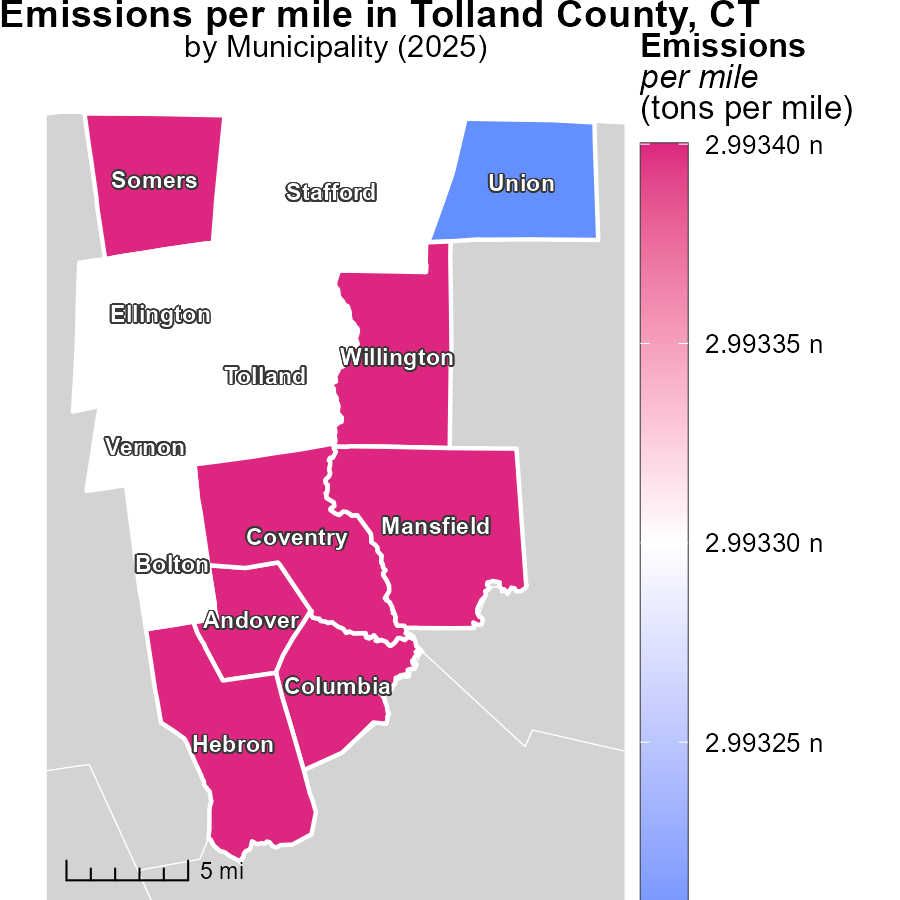 Emissions per mile in Tolland County, CT
by Municipality (2025)
Emissions
per mile
(tons per mile)
2.99340 n
2.99335 n
2.99330 n
2.99325 n
Somers
Stafford
Union
Ellington
Willington
Tolland
Vernon
Mansfield
Coventry
Bolton
Andover
Columbia
Hebron
5 mi